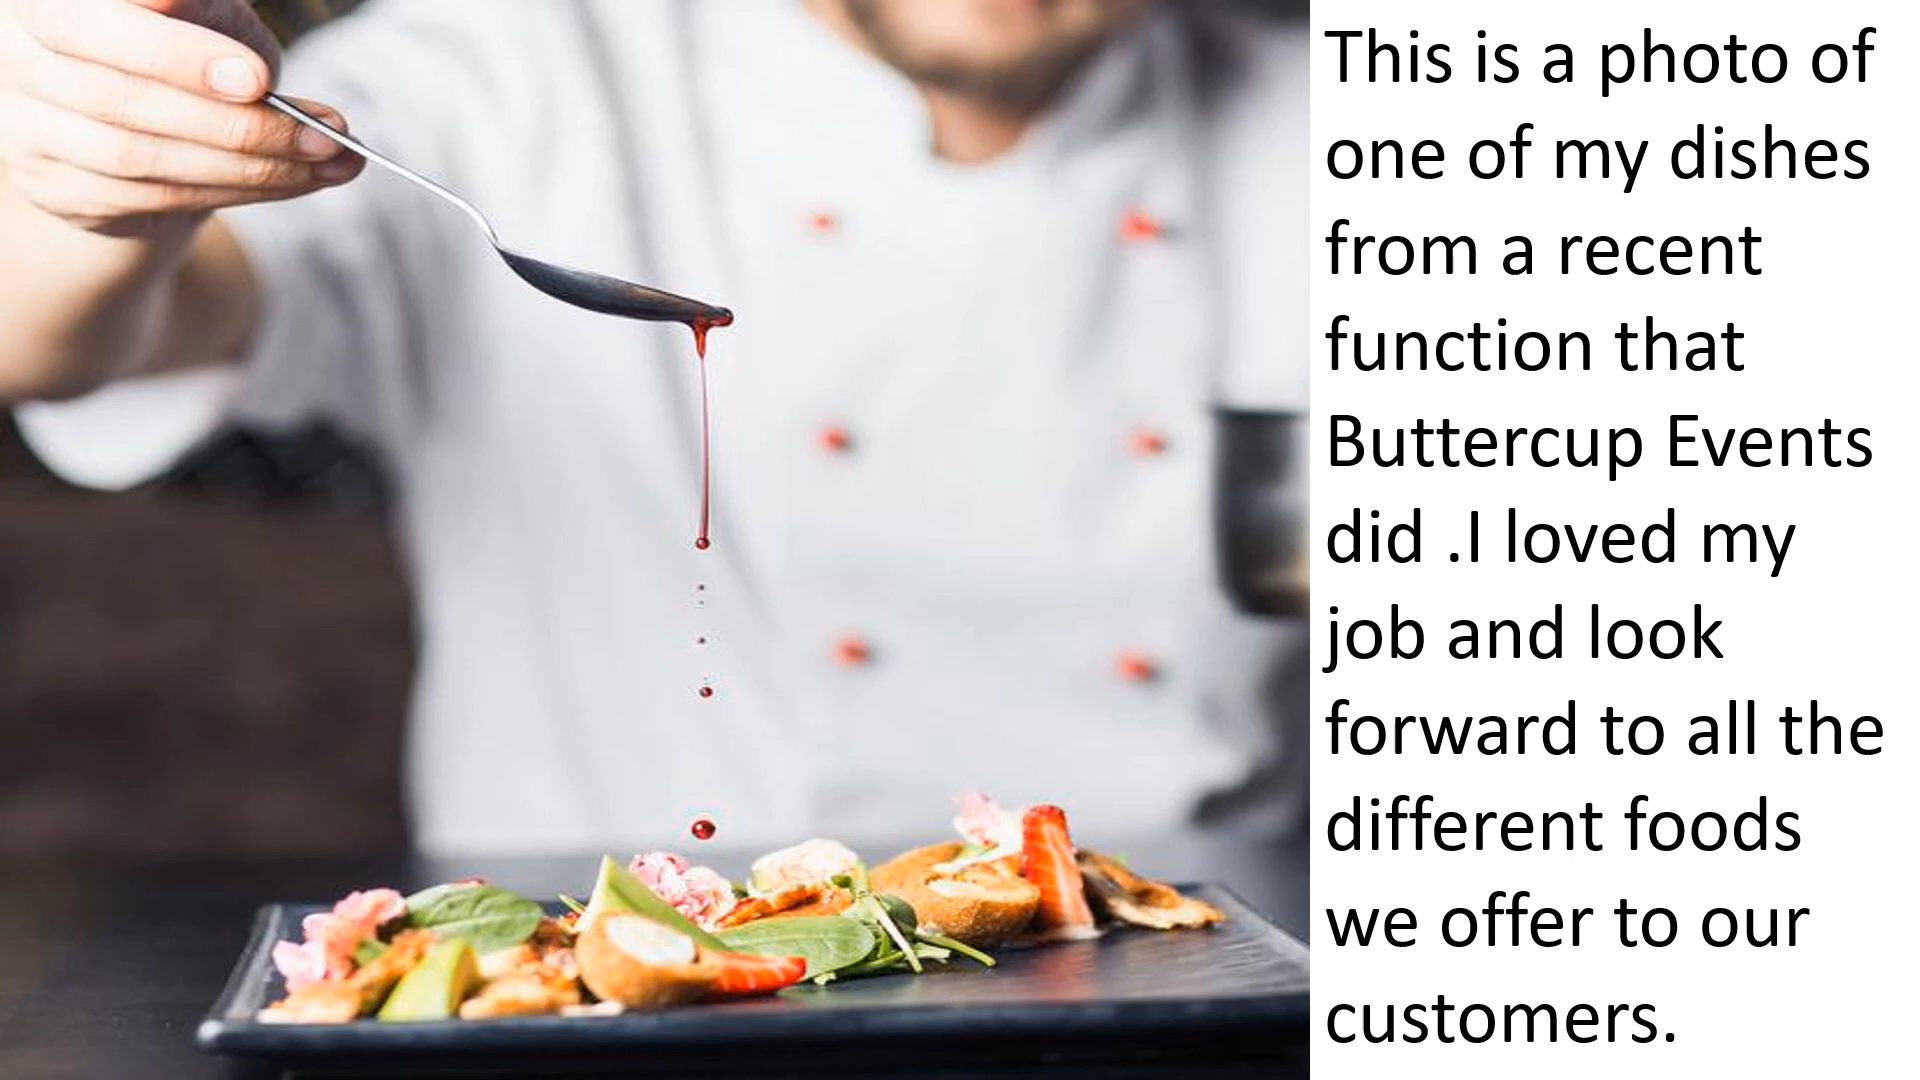 This is a photo of
one of my dishes
from a recent
function that
Buttercup Events
did .I loved my
job and look
forward to all the
different foods
we offer to our
customers.